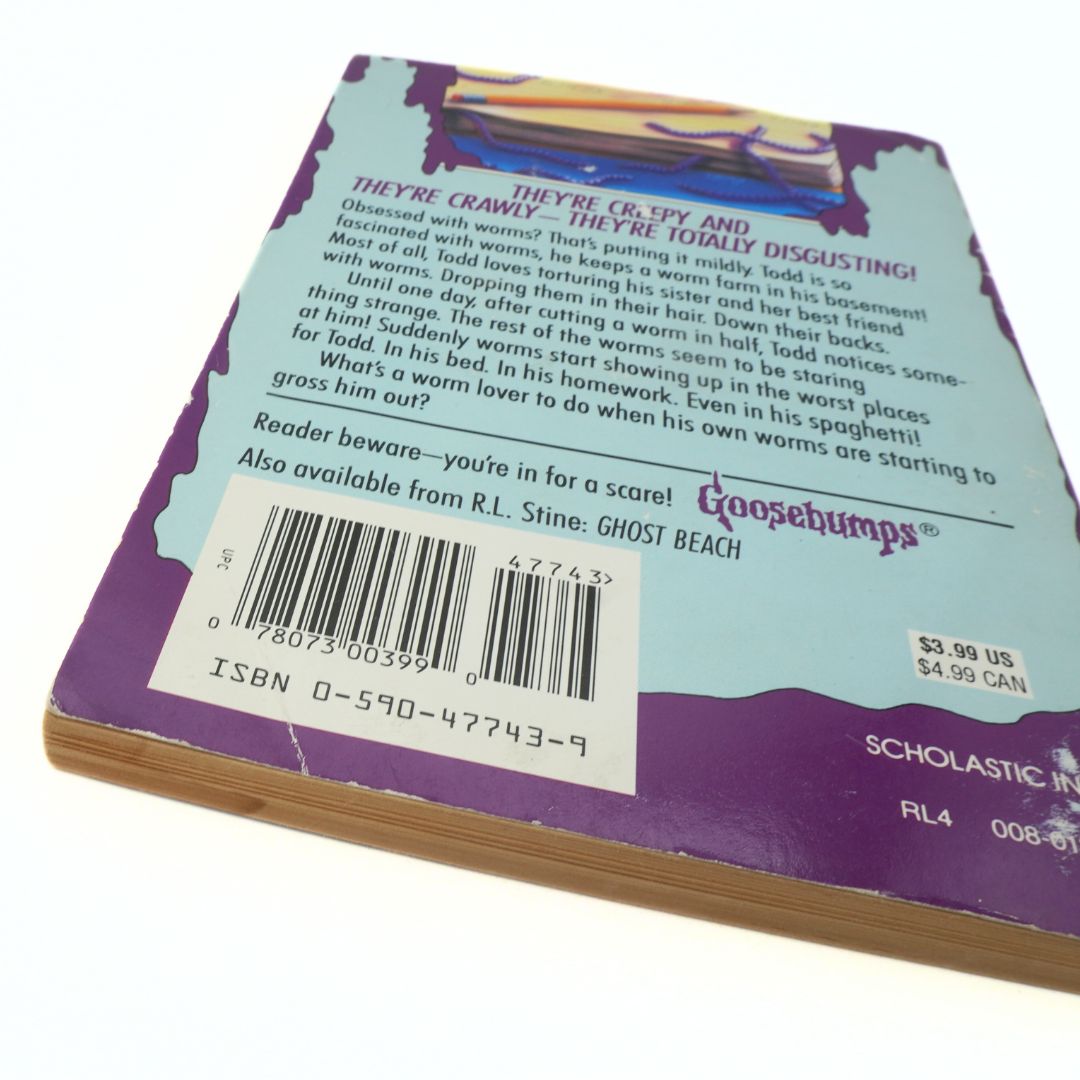 THEY'RE CREEPY AND
THEY'RE CRAWLY— THEY'RE TOTALLY DISGUSTING!
Obsessed with worms? That's putting it mildly. Todd is so
fascinated with worms, he keeps a worm farm in his basement!
Most of all, Todd loves torturing his sister and her best friend
with worms. Dropping them in their hair. Down their backs.
Until one day, after cutting a worm in half, Todd notices some-
thing strange. The rest of the worms seem to be staring
at him! Suddenly worms start showing up in the worst places
for Todd. In his bed. In his homework. Even in his spaghetti!
What's a worm lover to do when his own worms are starting to
gross him out?
Reader beware—you're in for a scare!
Goosebumps®
Also available from R.L. Stine: GHOST BEACH
UPC
47743>
0 78073 00399 0
ISBN 0-590-47743-9
$3.99 US
$4.99 CAN
SCHOLASTIC IN
RL4 008-01